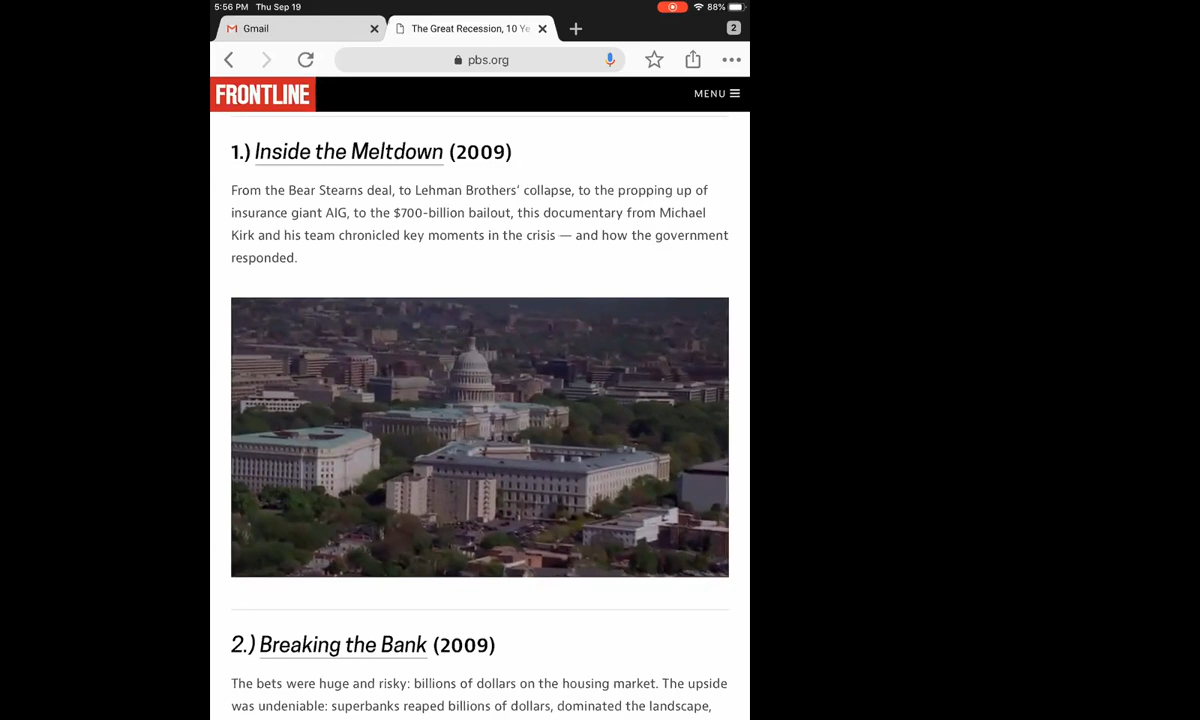 5:56 PM Thu Sep 19 88%
Gmail The Great Recession, 10 Ye 2
pbs.org
FRONTLINE MENU
1.) Inside the Meltdown (2009)
From the Bear Stearns deal, to Lehman Brothers' collapse, to the propping up of
insurance giant AIG, to the $700-billion bailout, this documentary from Michael
Kirk and his team chronicled key moments in the crisis — and how the government
responded.
2.) Breaking the Bank (2009)
The bets were huge and risky: billions of dollars on the housing market. The upside
was undeniable: superbanks reaped billions of dollars, dominated the landscape,